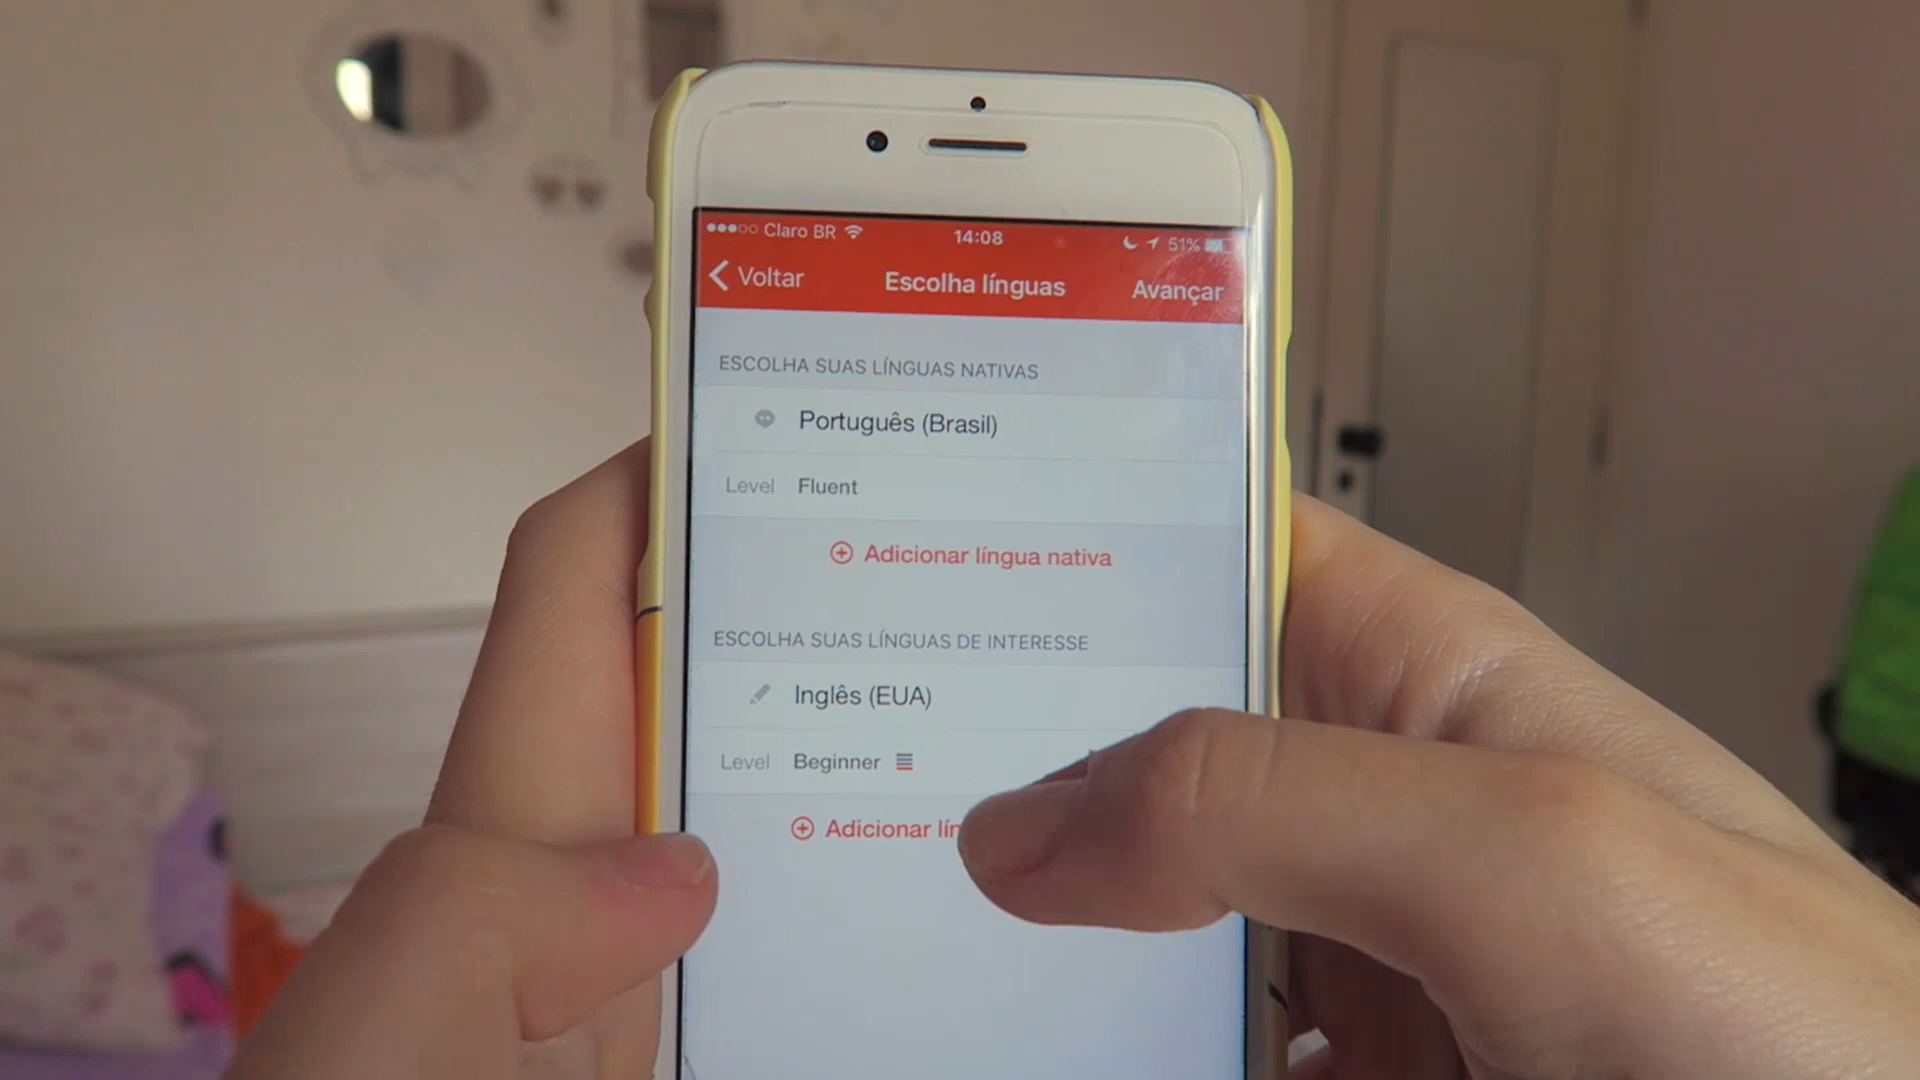 Claro BR 14:08 51%
Voltar Escolha línguas Avançar
ESCOLHA SUAS LÍNGUAS NATIVAS
Português (Brasil)
Level Fluent
Adicionar língua nativa
ESCOLHA SUAS LÍNGUAS DE INTERESSE
Inglês (EUA)
Level Beginner
Adicionar